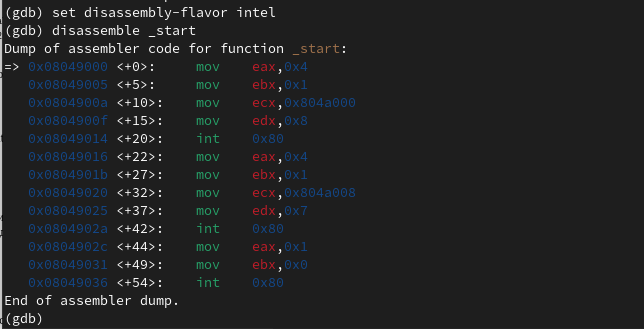 (gdb) set disassembly-flavor intel
(gdb) disassemble _start
Dump of assembler code for function _start:
=> 0x08049000 <+0>:     mov    eax,0x4
   0x08049005 <+5>:     mov    ebx,0x1
   0x0804900a <+10>:    mov    ecx,0x804a000
   0x0804900f <+15>:    mov    edx,0x8
   0x08049014 <+20>:    int    0x80
   0x08049016 <+22>:    mov    eax,0x4
   0x0804901b <+27>:    mov    ebx,0x1
   0x08049020 <+32>:    mov    ecx,0x804a008
   0x08049025 <+37>:    mov    edx,0x7
   0x0804902a <+42>:    int    0x80
   0x0804902c <+44>:    mov    eax,0x1
   0x08049031 <+49>:    mov    ebx,0x0
   0x08049036 <+54>:    int    0x80
End of assembler dump.
(gdb)